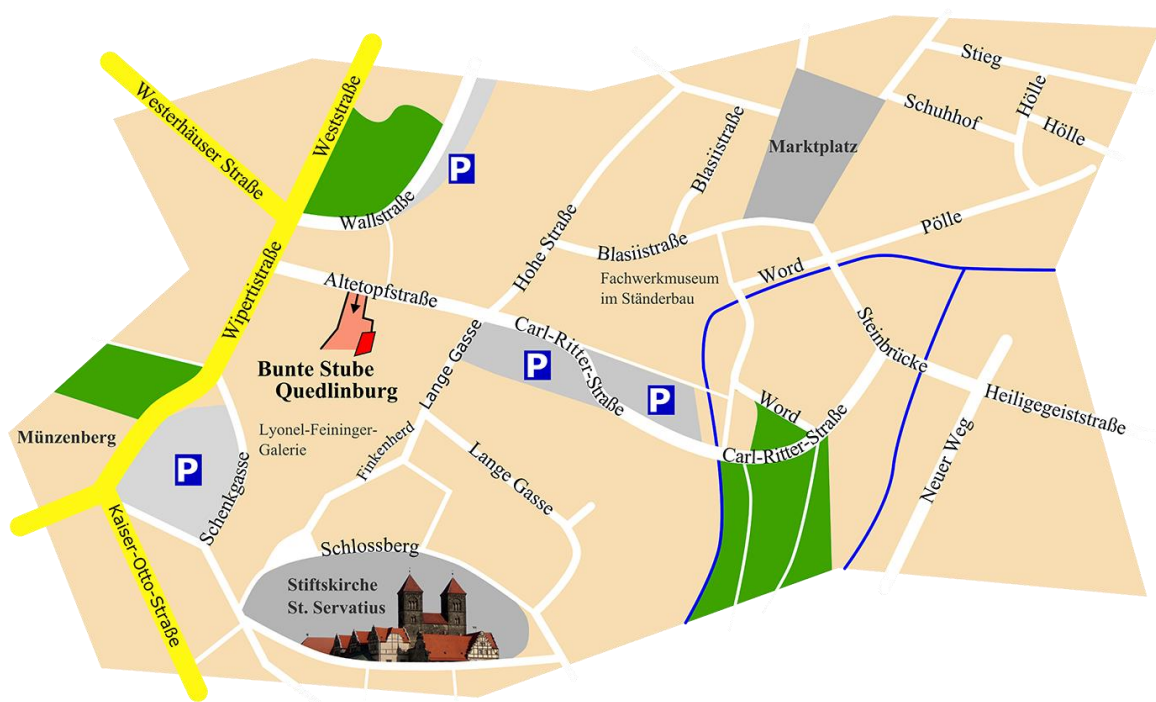 Westerhäuser Straße
Weststraße
Wallstraße
P
Wipertistraße
Altetopfstraße
Hohe Straße
Blasiistraße
Blasiistraße
Marktplatz
Stieg
Schuhhof
Hölle
Hölle
Pölle
Word
Fachwerkmuseum
im Ständerbau
Steinbrücke
Heiligegeiststraße
Neuer Weg
Carl-Ritter-Straße
P
P
Word
Carl-Ritter-Straße
Bunte Stube
Quedlinburg
Lyonel-Feininger-
Galerie
Lange Gasse
Finkenherd
Lange Gasse
Münzenberg
P
Schenkgasse
Kaiser-Otto-Straße
Schlossberg
Stiftskirche
St. Servatius